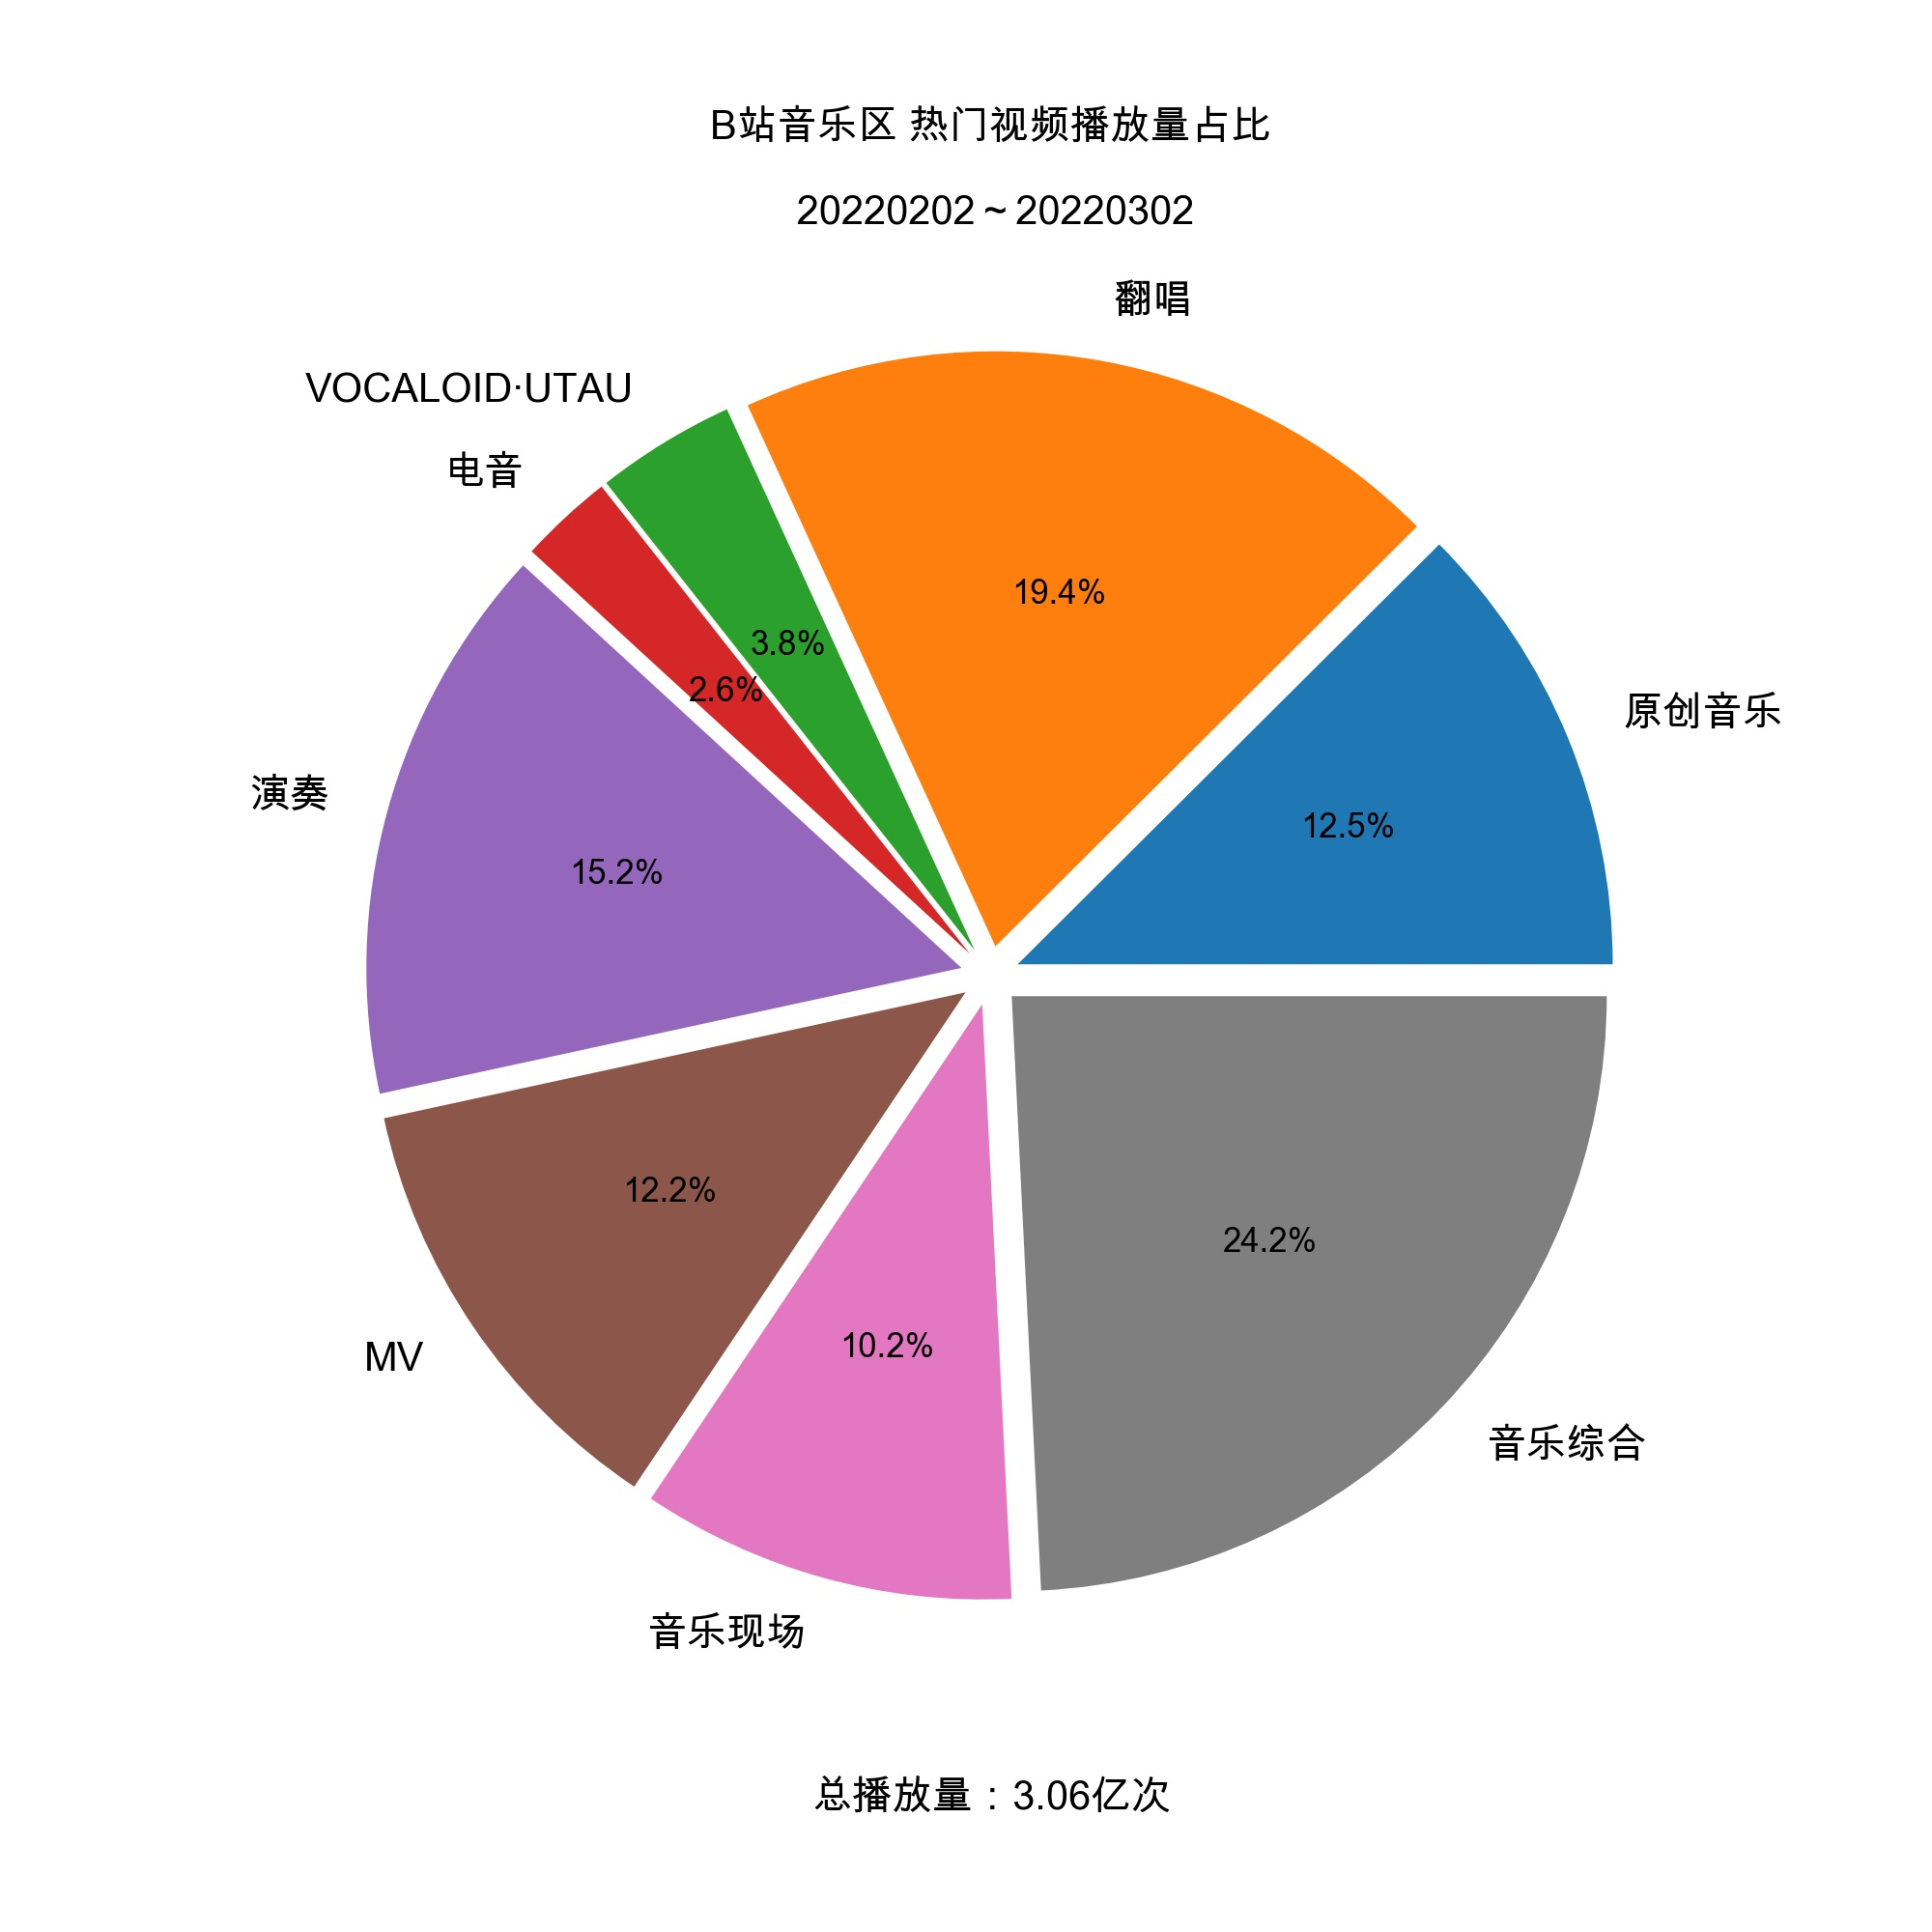 B站音乐区 热门视频播放量占比
20220202～20220302
翻唱
VOCALOID·UTAU
电音
19.4%
3.8%
2.6%
原创音乐
演奏
12.5%
15.2%
12.2%
24.2%
10.2%
MV
音乐综合
音乐现场
总播放量：3.06亿次